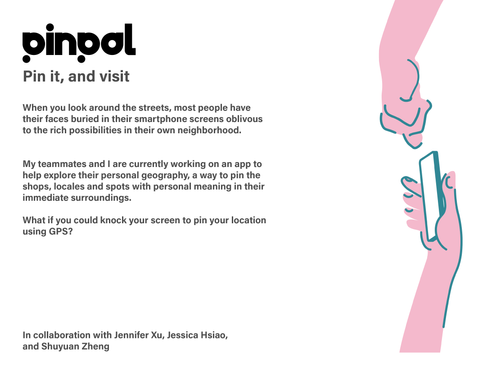 pinpal
Pin it, and visit
When you look around the streets, most people have
their faces buried in their smartphone screens oblivous
to the rich possibilities in their own neighborhood.
My teammates and I are currently working on an app to
help explore their personal geography, a way to pin the
shops, locales and spots with personal meaning in their
immediate surroundings.
What if you could knock your screen to pin your location
using GPS?
In collaboration with Jennifer Xu, Jessica Hsiao,
and Shuyuan Zheng